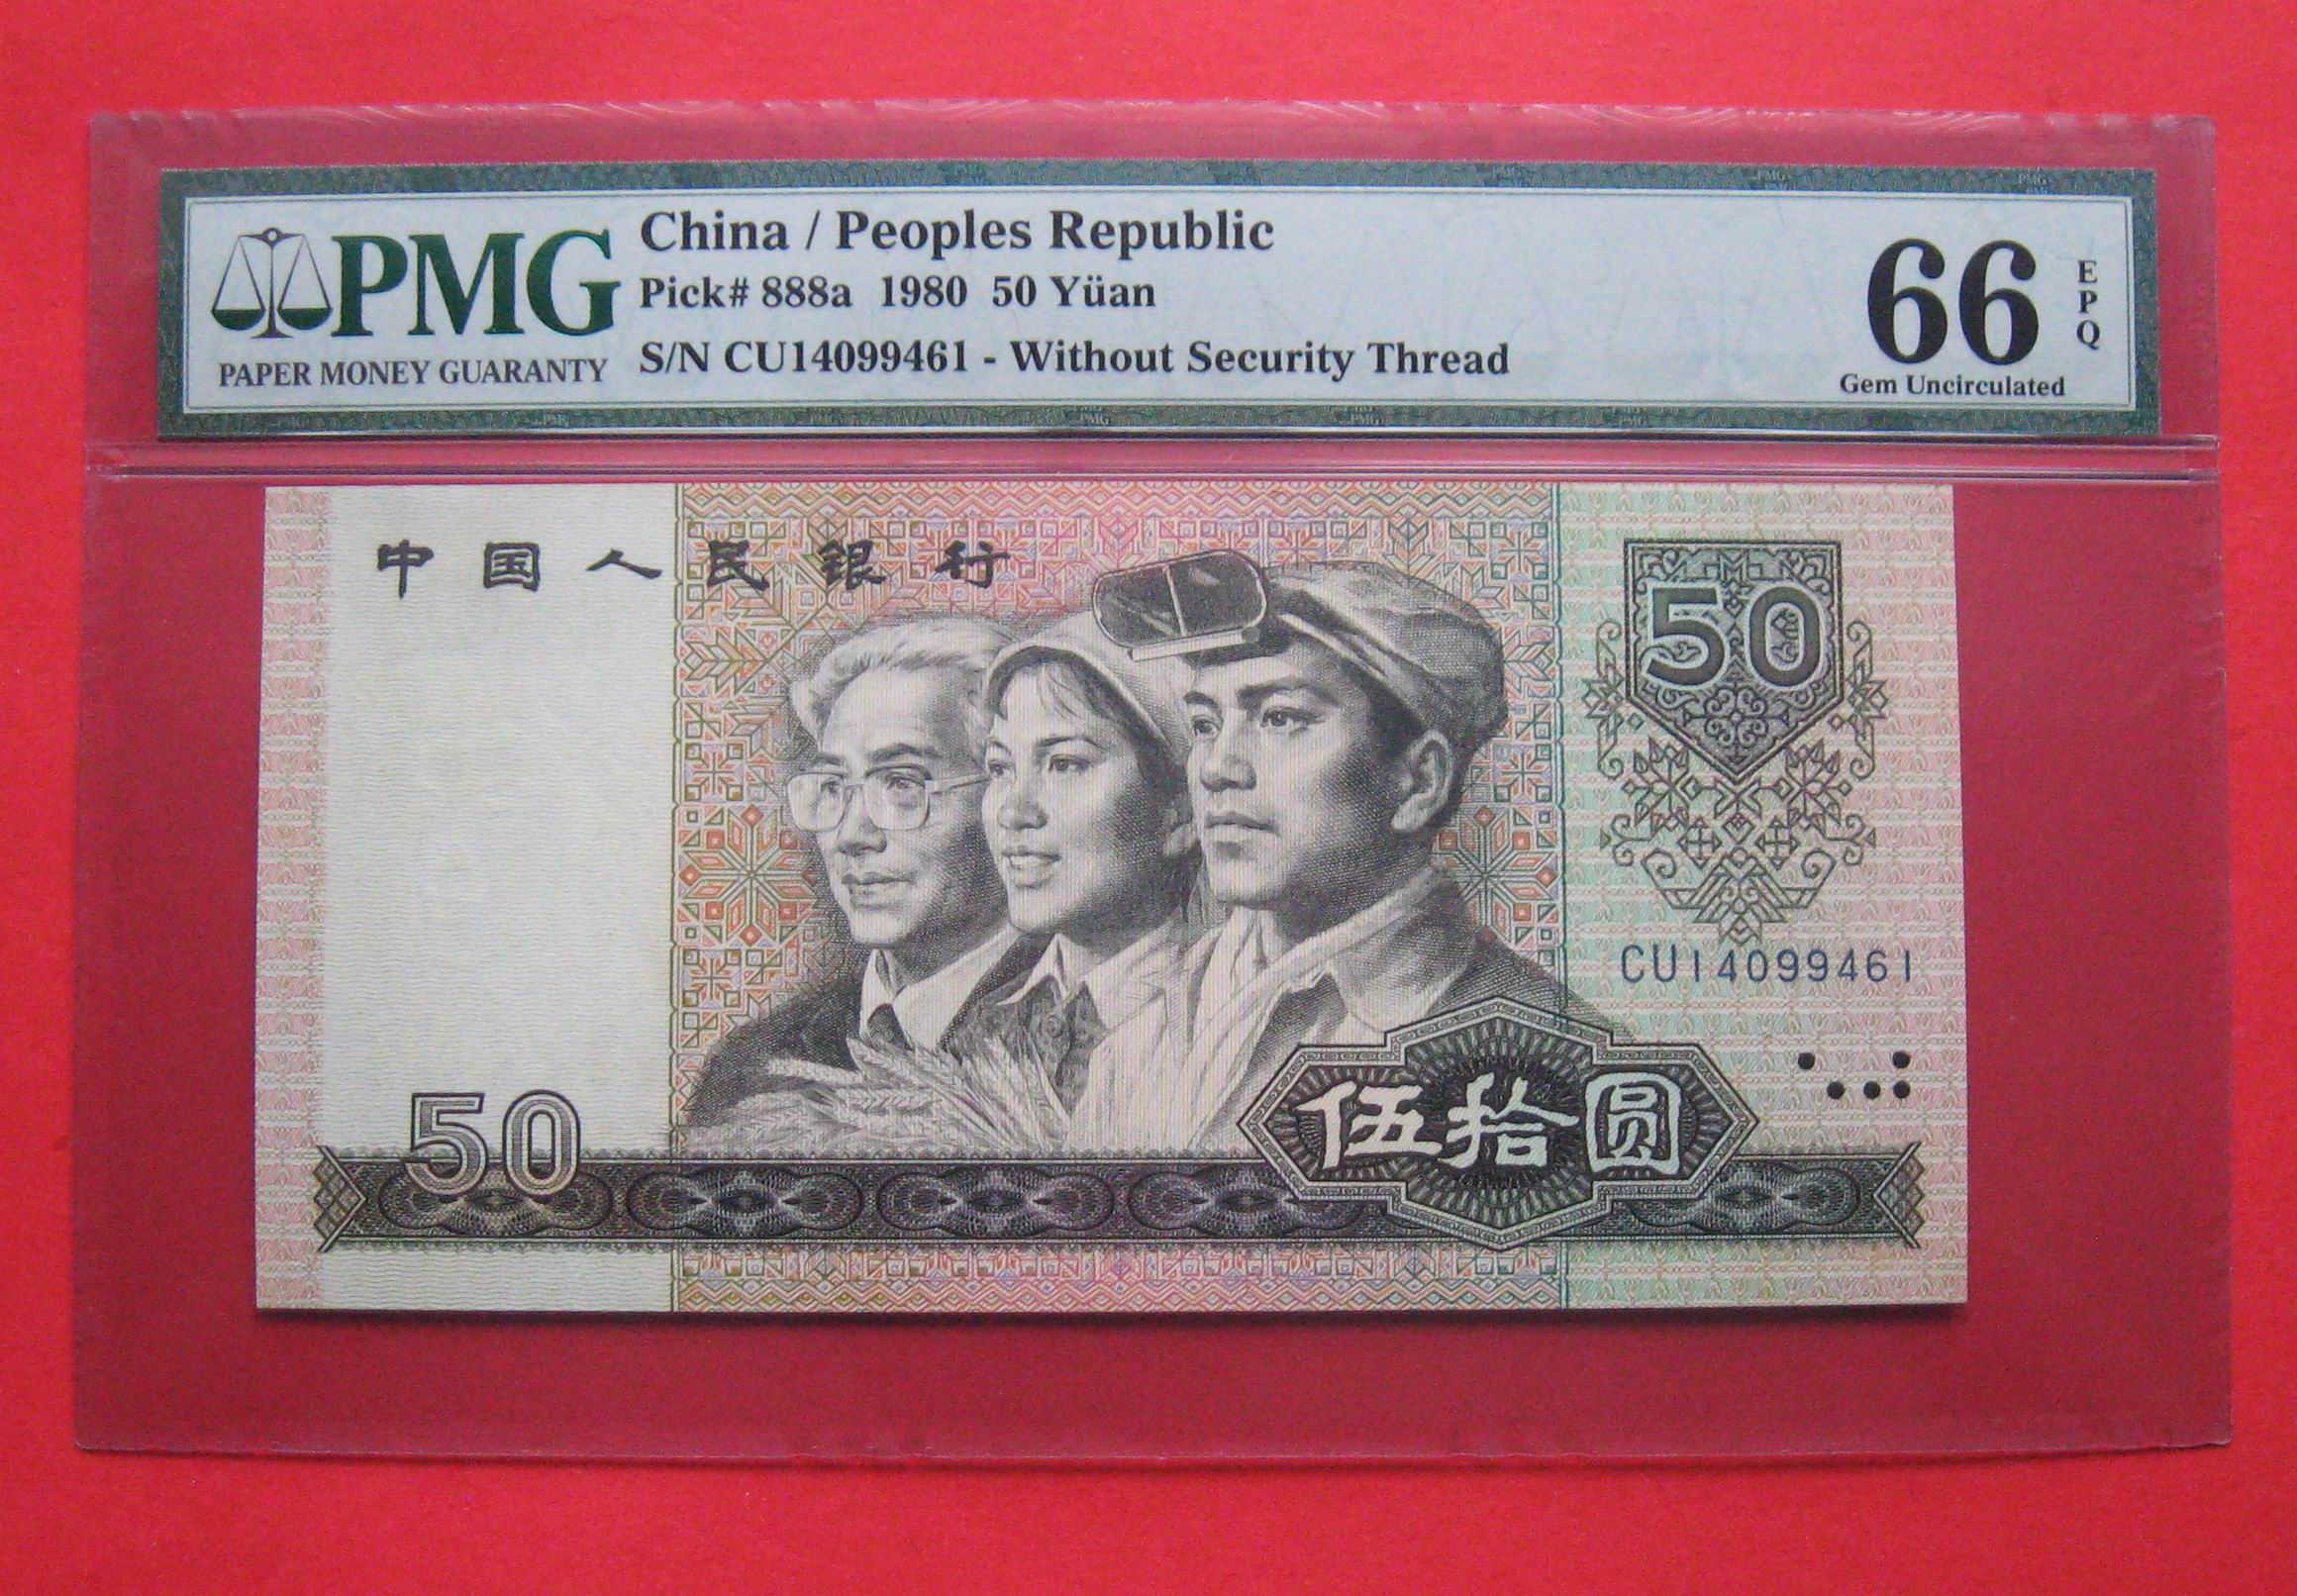 PMG
PAPER MONEY GUARANTY
China / Peoples Republic
Pick# 888a 1980 50 Yüan
S/N CU14099461 - Without Security Thread
66
EPQ
Gem Uncirculated
中国人民银行
50
CU14099461
50
伍拾圆